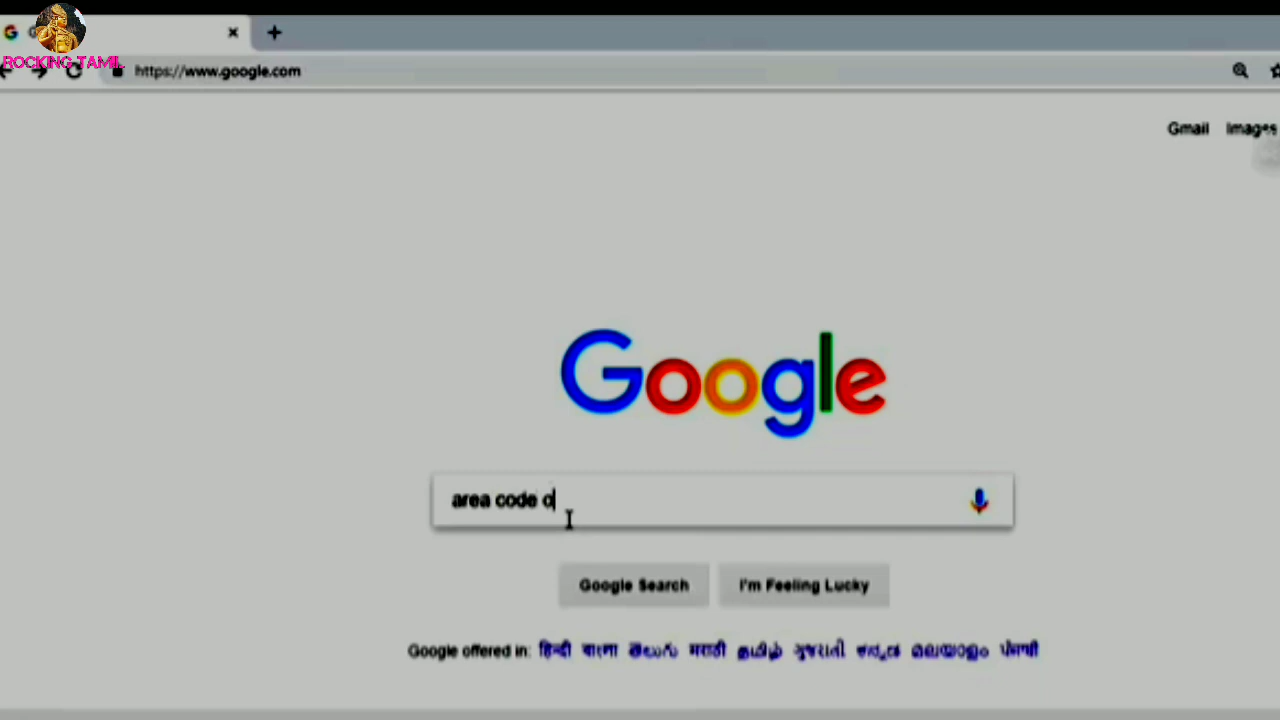 ROCKING TAMIL
https://www.google.com
Gmail Images
Google
area code o
Google Search I'm Feeling Lucky
Google offered in: हिन्दी বাংলা తెలుగు मराठी தமிழ் ગુજરાતી ಕನ್ನಡ മലയാളം ਪੰਜਾਬੀ